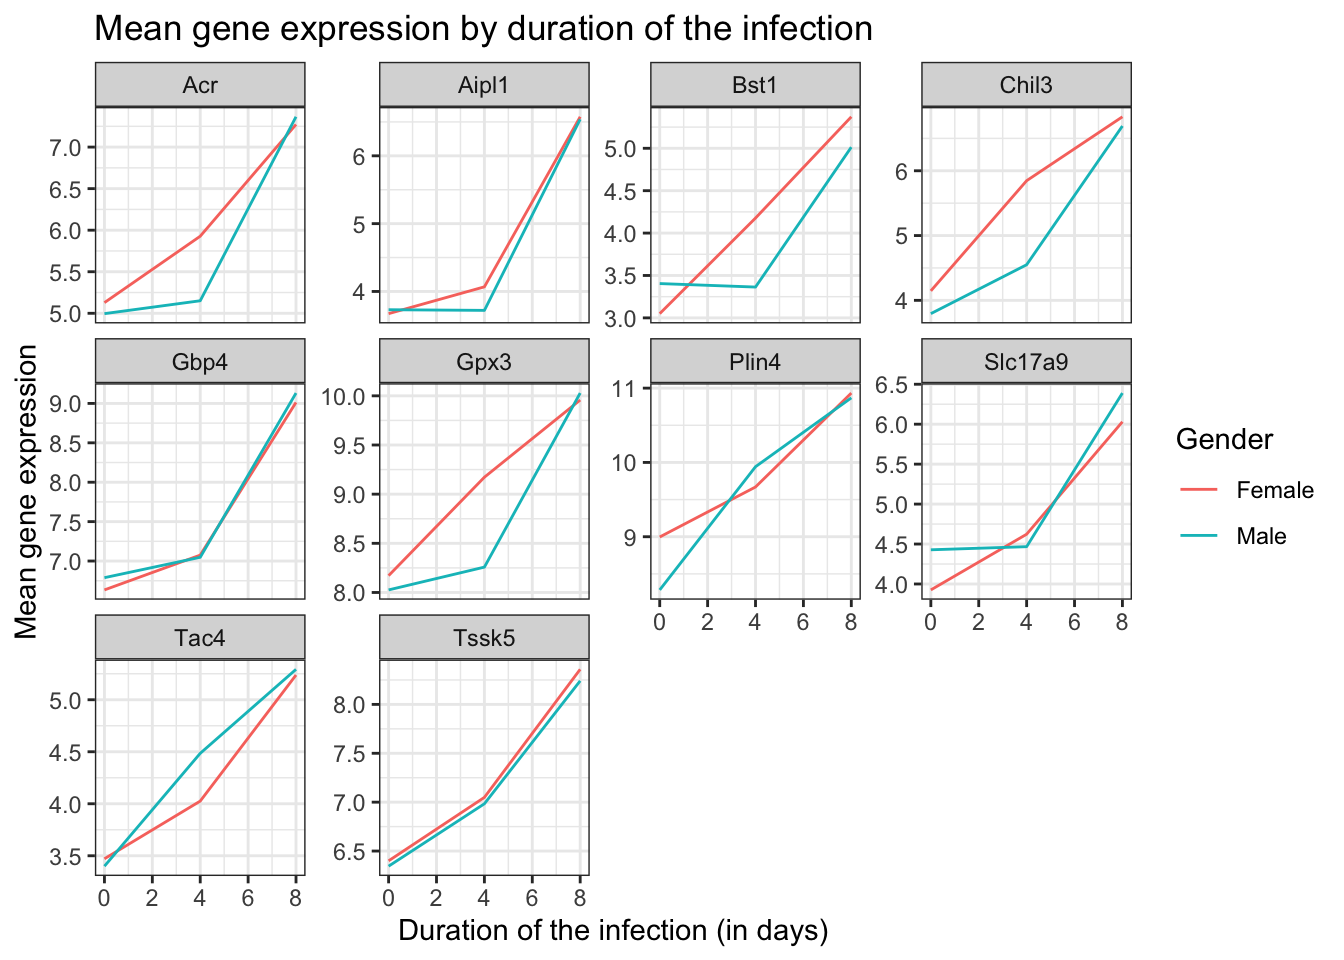 Mean gene expression by duration of the infection
Acr
Aipl1
Bst1
Chil3
7.0
6.5
6.0
5.5
5.0
6
5
4
5.0
4.5
4.0
3.5
3.0
6
5
4
Gbp4
Gpx3
Plin4
Slc17a9
9.0
8.5
8.0
7.5
7.0
10.0
9.5
9.0
8.5
8.0
11
10
9
6.5
6.0
5.5
5.0
4.5
4.0
0 2 4 6 8
0 2 4 6 8
Tac4
Tssk5
5.0
4.5
4.0
3.5
8.0
7.5
7.0
6.5
0 2 4 6 8
0 2 4 6 8
Mean gene expression
Duration of the infection (in days)
Gender
Female
Male